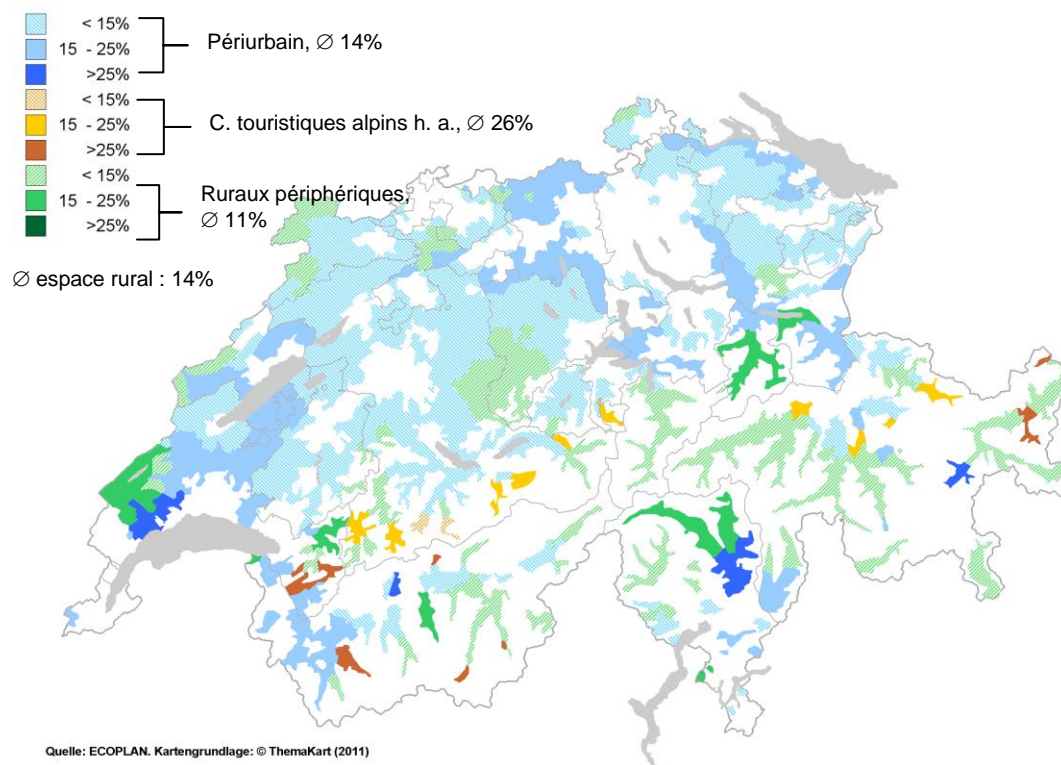 < 15%
15 - 25%
>25%
Périurbain, ∅ 14%
< 15%
15 - 25%
>25%
C. touristiques alpins h. a., ∅ 26%
< 15%
15 - 25%
>25%
Ruraux périphériques,
∅ 11%
∅ espace rural : 14%
Quelle: ECOPLAN. Kartengrundlage: © ThemaKart (2011)